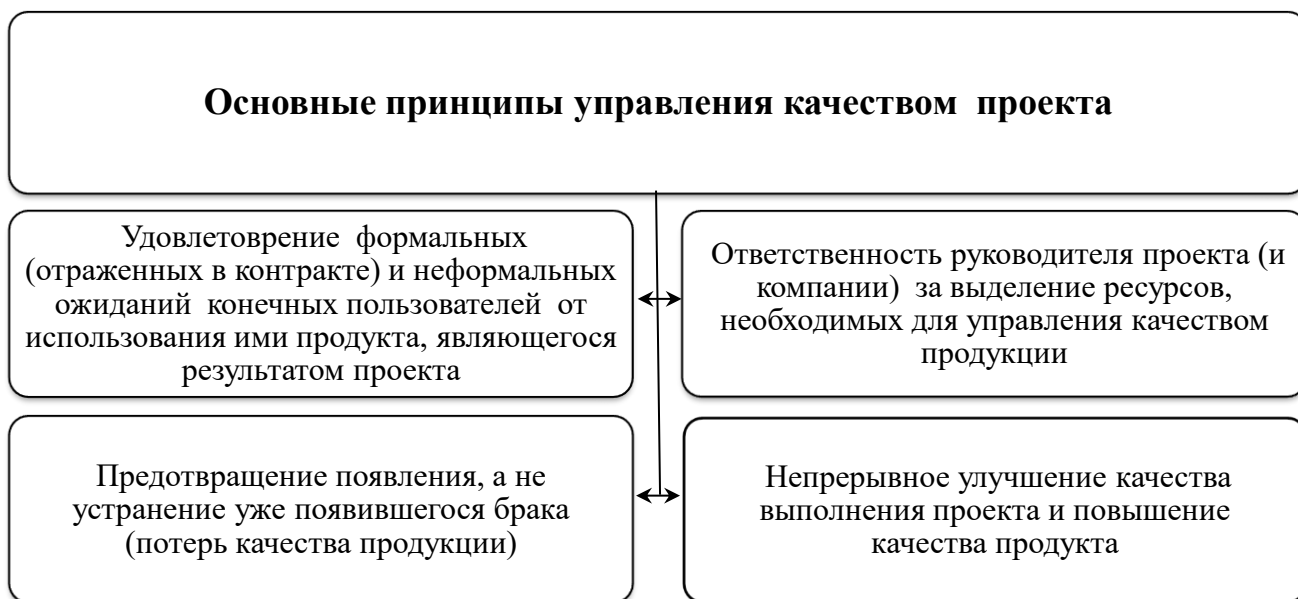 Основные принципы управления качеством проекта
Удовлетоврение формальных
(отраженных в контракте) и неформальных
ожиданий конечных пользователей от
использования ими продукта, являющегося
результатом проекта
Ответственность руководителя проекта (и
компании) за выделение ресурсов,
необходимых для управления качеством
продукции
Предотвращение появления, а не
устранение уже появившегося брака
(потерь качества продукции)
Непрерывное улучшение качества
выполнения проекта и повышение
качества продукта